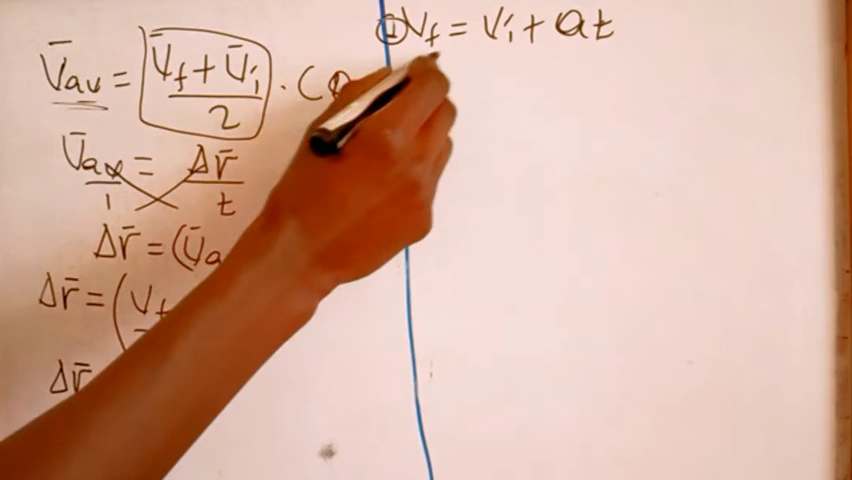 V̄av = V̄f + V̄i / 2 . C
V̄av / 1 = Δr̄ / t
Δr̄ = (V̄a
Δr̄ = (Vf
Δr̄
① Vf = Vi + at